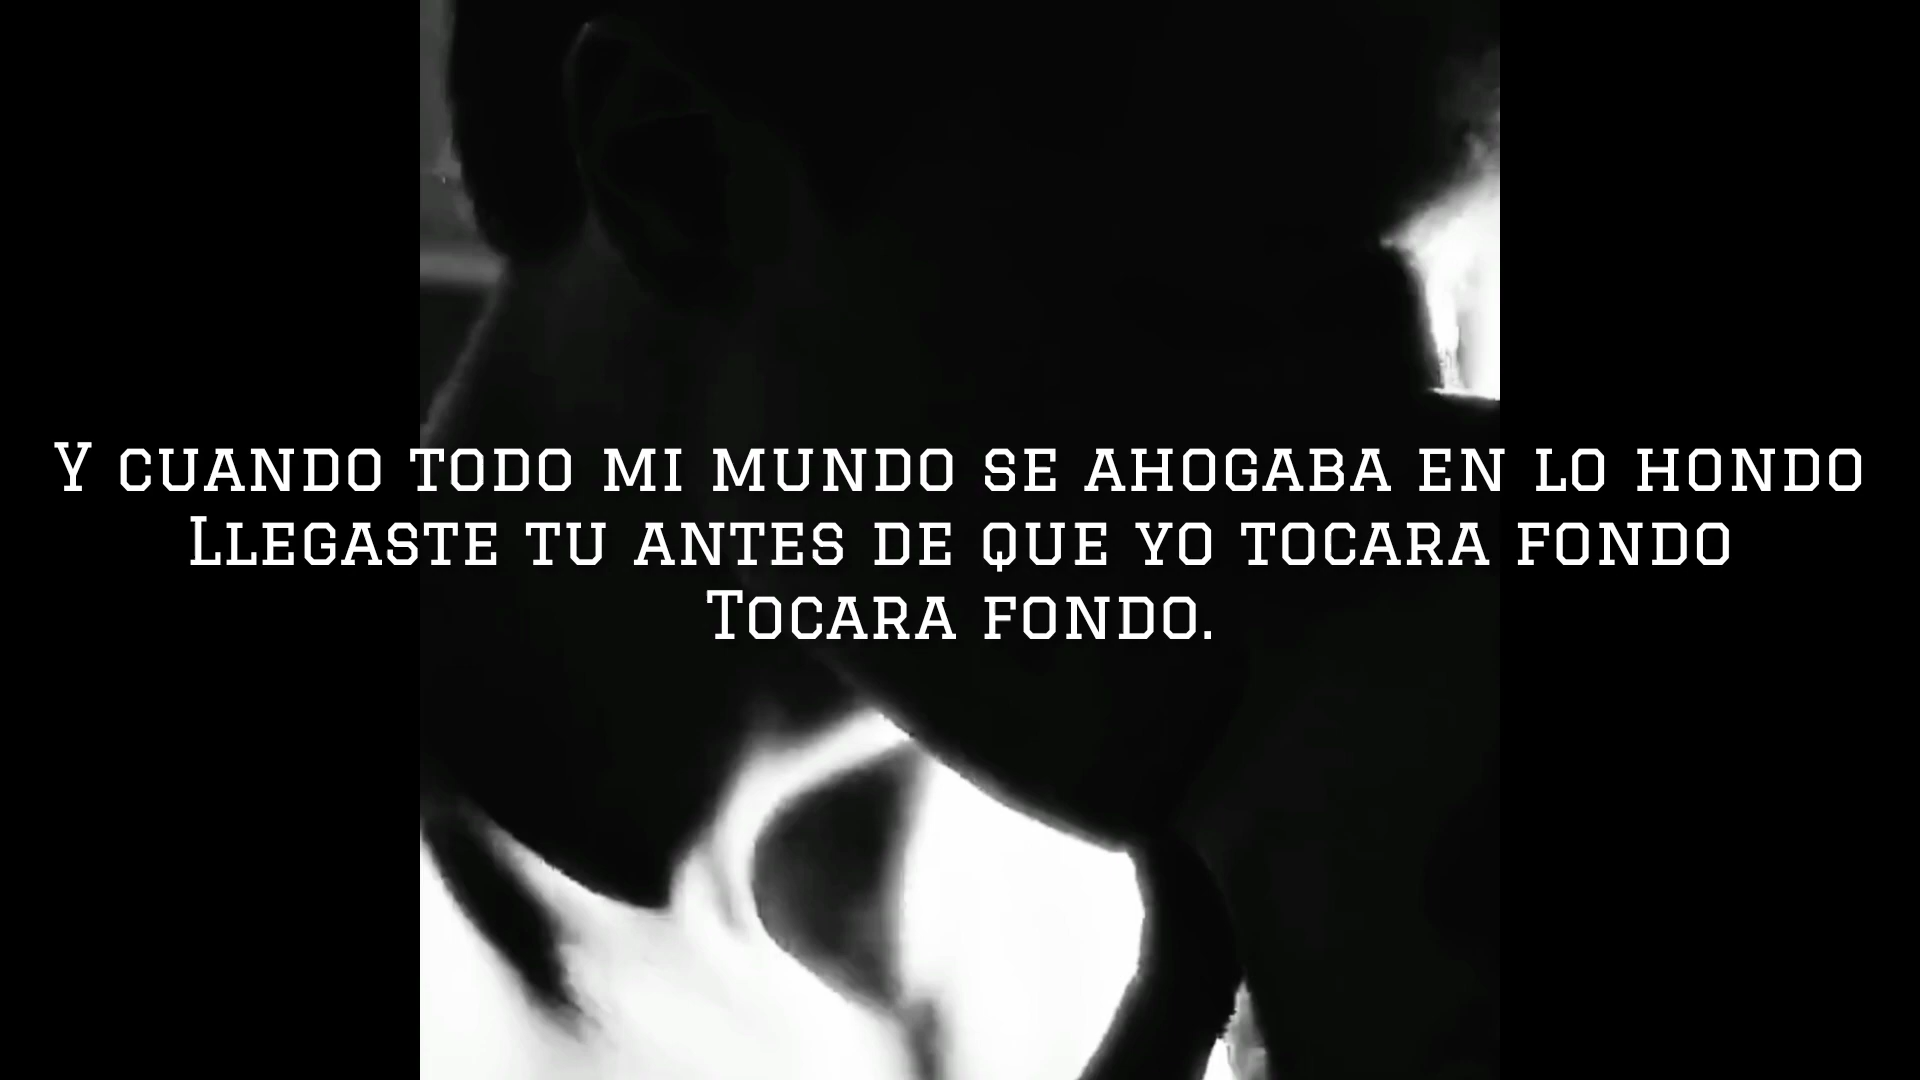 Y cuando todo mi mundo se ahogaba en lo hondo
Llegaste tu antes de que yo tocara fondo
Tocara fondo.